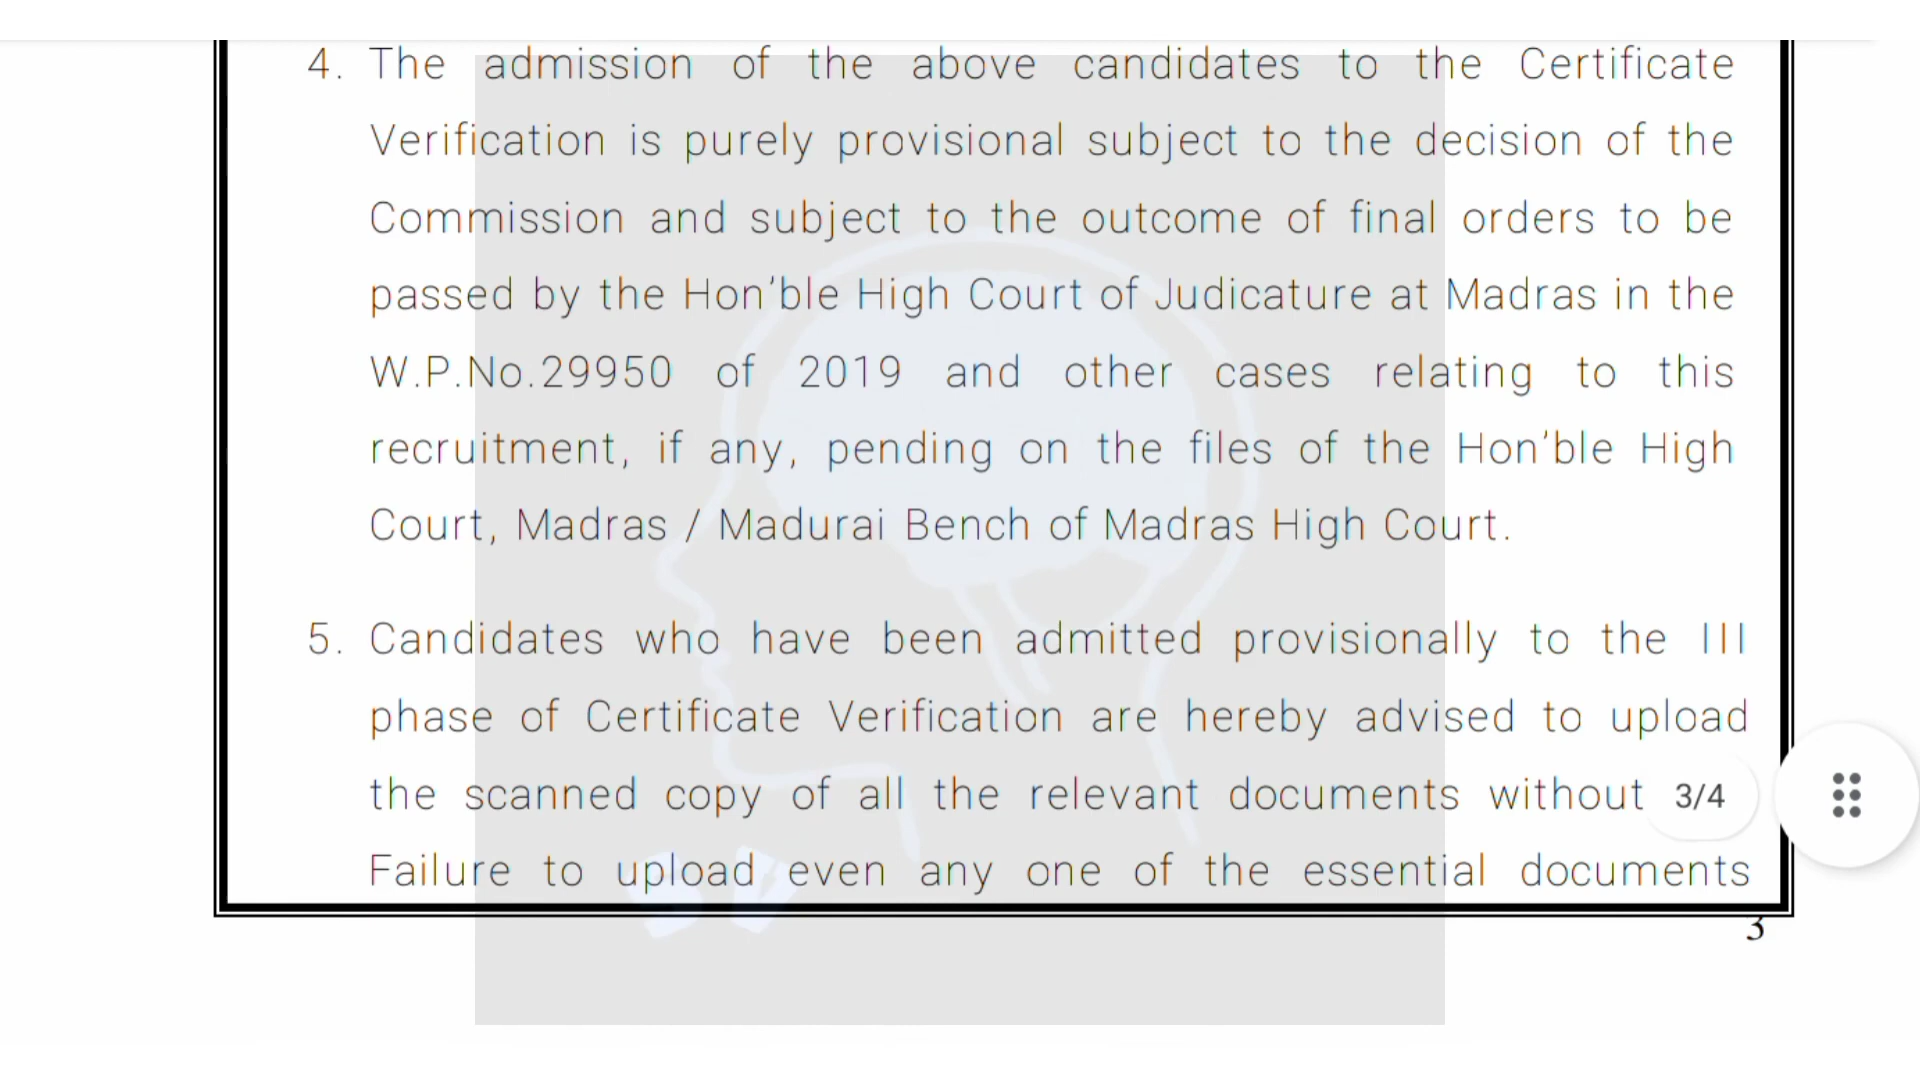 4. The admission of the above candidates to the Certificate
Verification is purely provisional subject to the decision of the
Commission and subject to the outcome of final orders to be
passed by the Hon’ble High Court of Judicature at Madras in the
W.P.No.29950 of 2019 and other cases relating to this
recruitment, if any, pending on the files of the Hon’ble High
Court, Madras / Madurai Bench of Madras High Court.
5. Candidates who have been admitted provisionally to the III
phase of Certificate Verification are hereby advised to upload
the scanned copy of all the relevant documents without
3/4
Failure to upload even any one of the essential documents
3